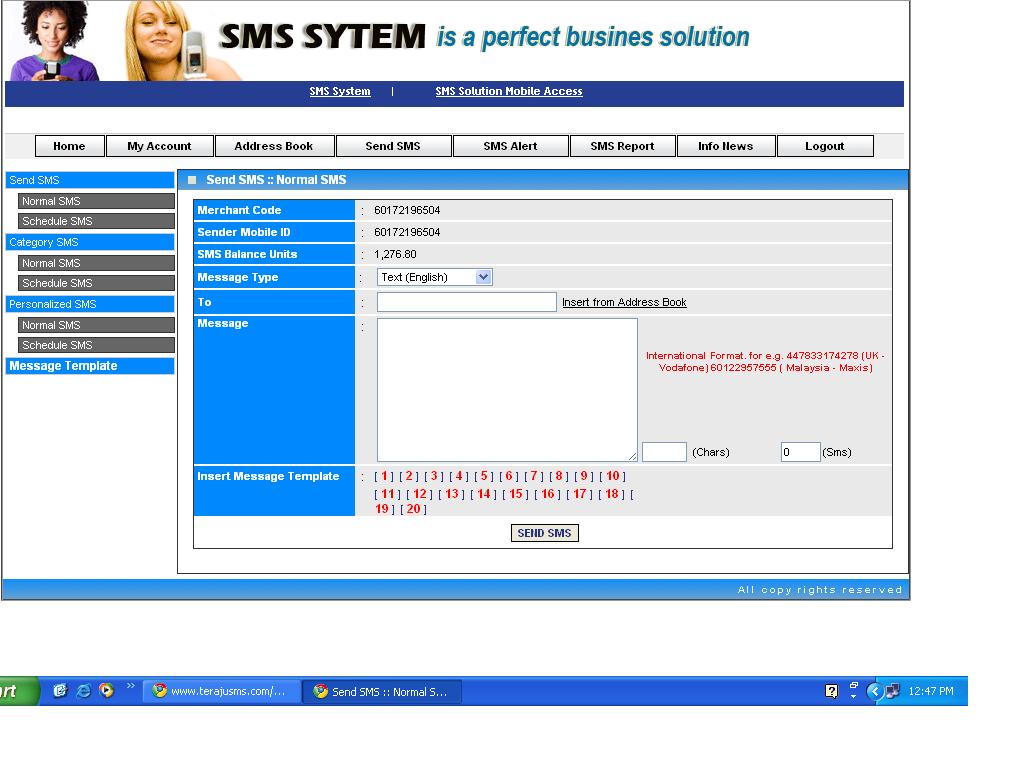 SMS SYTEM is a perfect busines solution
SMS System | SMS Solution Mobile Access
Home My Account Address Book Send SMS SMS Alert SMS Report Info News Logout
Send SMS
Normal SMS
Schedule SMS
Category SMS
Normal SMS
Schedule SMS
Personalized SMS
Normal SMS
Schedule SMS
Message Template
Send SMS :: Normal SMS
Merchant Code : 60172196504
Sender Mobile ID : 60172196504
SMS Balance Units : 1,276.80
Message Type : Text (English)
To : Insert from Address Book
Message :
International Format. for e.g. 447833174278 (UK -
Vodafone) 60122957555 ( Malaysia - Maxis)
(Chars) 0 (Sms)
Insert Message Template : [ 1 ] [ 2 ] [ 3 ] [ 4 ] [ 5 ] [ 6 ] [ 7 ] [ 8 ] [ 9 ] [ 10 ]
[ 11 ] [ 12 ] [ 13 ] [ 14 ] [ 15 ] [ 16 ] [ 17 ] [ 18 ] [
19 ] [ 20 ]
SEND SMS
All copy rights reserved
art www.terajusms.com/... Send SMS :: Normal S... 12:47 PM